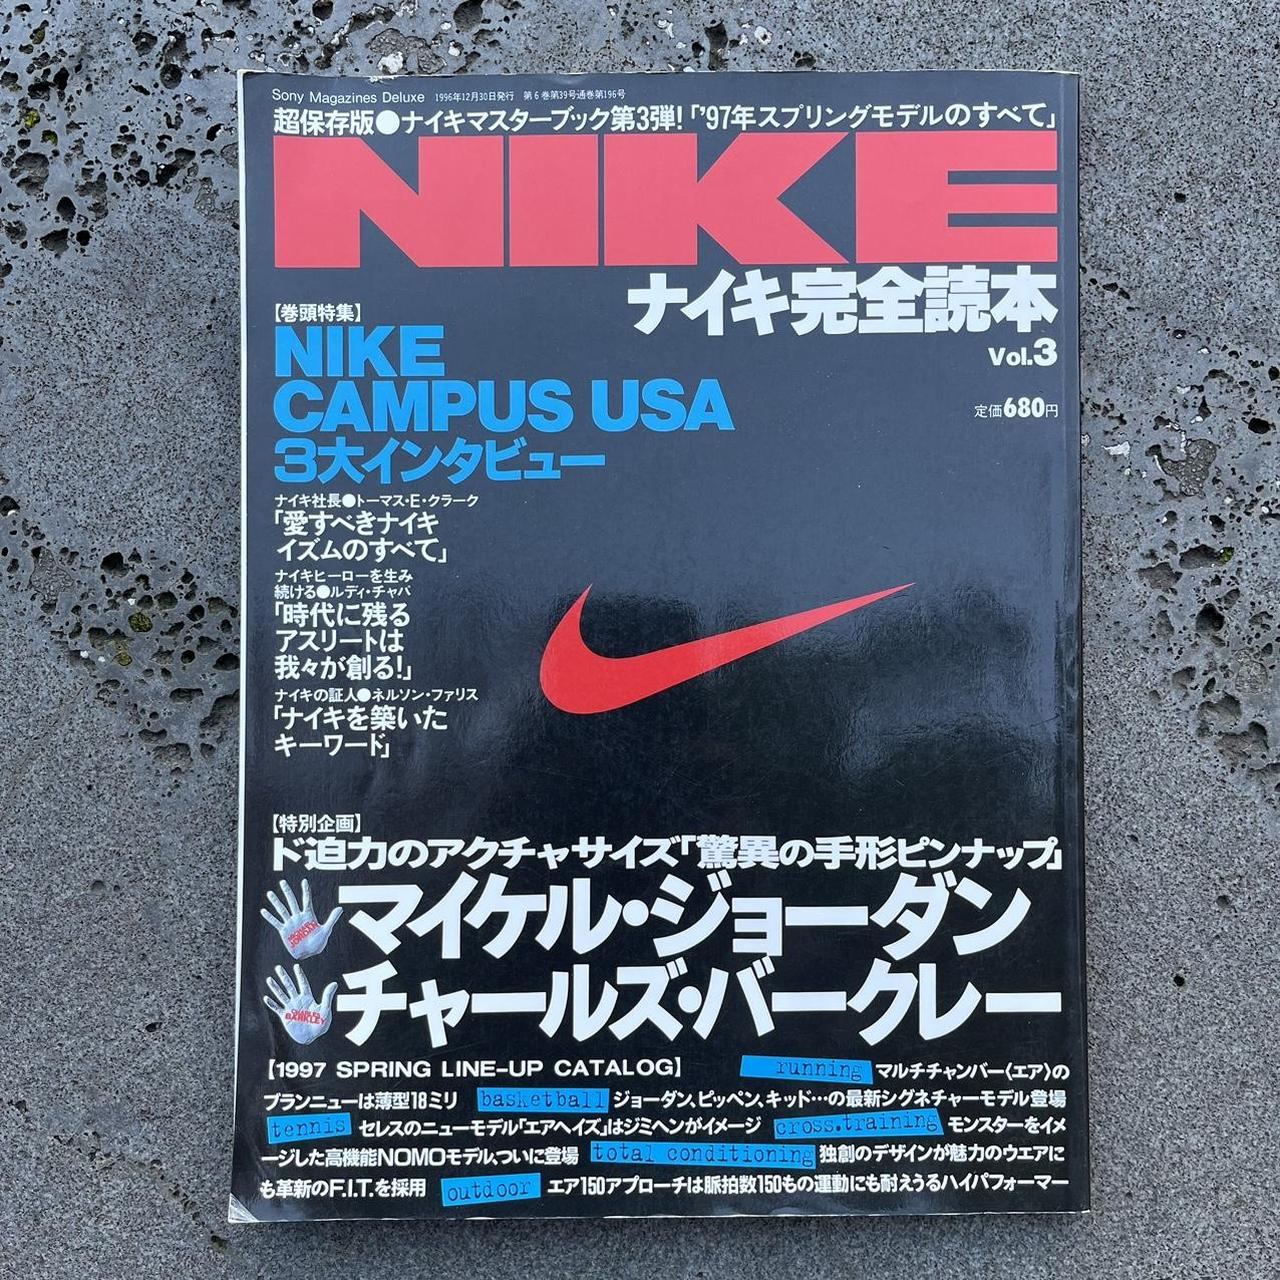 Sony Magazines Deluxe 1996年12月30日発行 第6巻第39号通巻第196号
超保存版●ナイキマスターブック第3弾!「'97年スプリングモデルのすべて」
NIKE
ナイキ完全読本
Vol.3
定価680円
【巻頭特集】
NIKE
CAMPUS USA
3大インタビュー
ナイキ社長●トーマス・E・クラーク
「愛すべきナイキ
イズムのすべて」
ナイキヒーローを生み
続ける●ルディ・チャパ
「時代に残る
アスリートは
我々が創る!」
ナイキの証人●ネルソン・ファリス
「ナイキを築いた
キーワード」
【特別企画】
ド迫力のアクチャサイズ「驚異の手形ピンナップ」
マイケル・ジョーダン
チャールズ・バークレー
BARKLEY
【1997 SPRING LINE-UP CATALOG】 running マルチチャンバー〈エア〉の
ブランニューは薄型18ミリ basketball ジョーダン、ピッペン、キッド…の最新シグネチャーモデル登場
tennis セレスのニューモデル「エアヘイズ」はジミヘンがイメージ cross.training モンスターをイメ
ージした高機能NOMOモデル、ついに登場 total conditioning 独創のデザインが魅力のウエアに
も革新のF.I.T.を採用 outdoor エア150アプローチは脈拍数150もの運動にも耐えうるハイパフォーマー